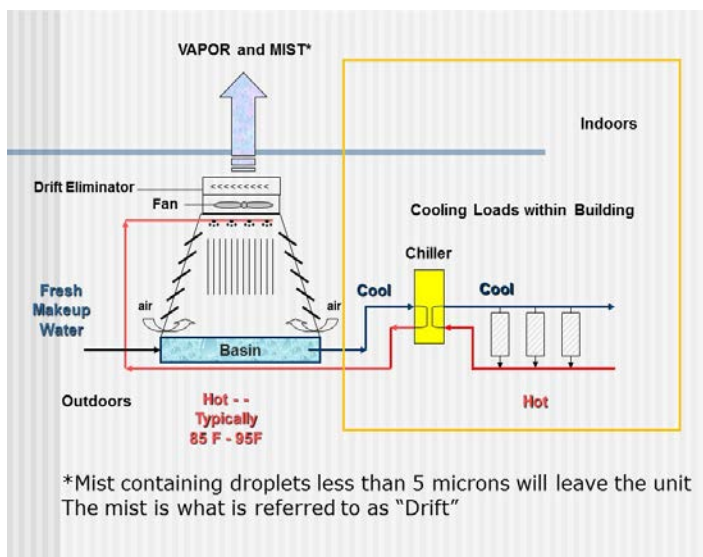 VAPOR and MIST*
Indoors
Drift Eliminator
<<<<<<<<<
Fan
Cooling Loads within Building
Chiller
Fresh
Makeup
Water
air
air
Cool
Cool
Basin
Outdoors
Hot - -
Typically
85 F - 95F
Hot
*Mist containing droplets less than 5 microns will leave the unit
The mist is what is referred to as “Drift”